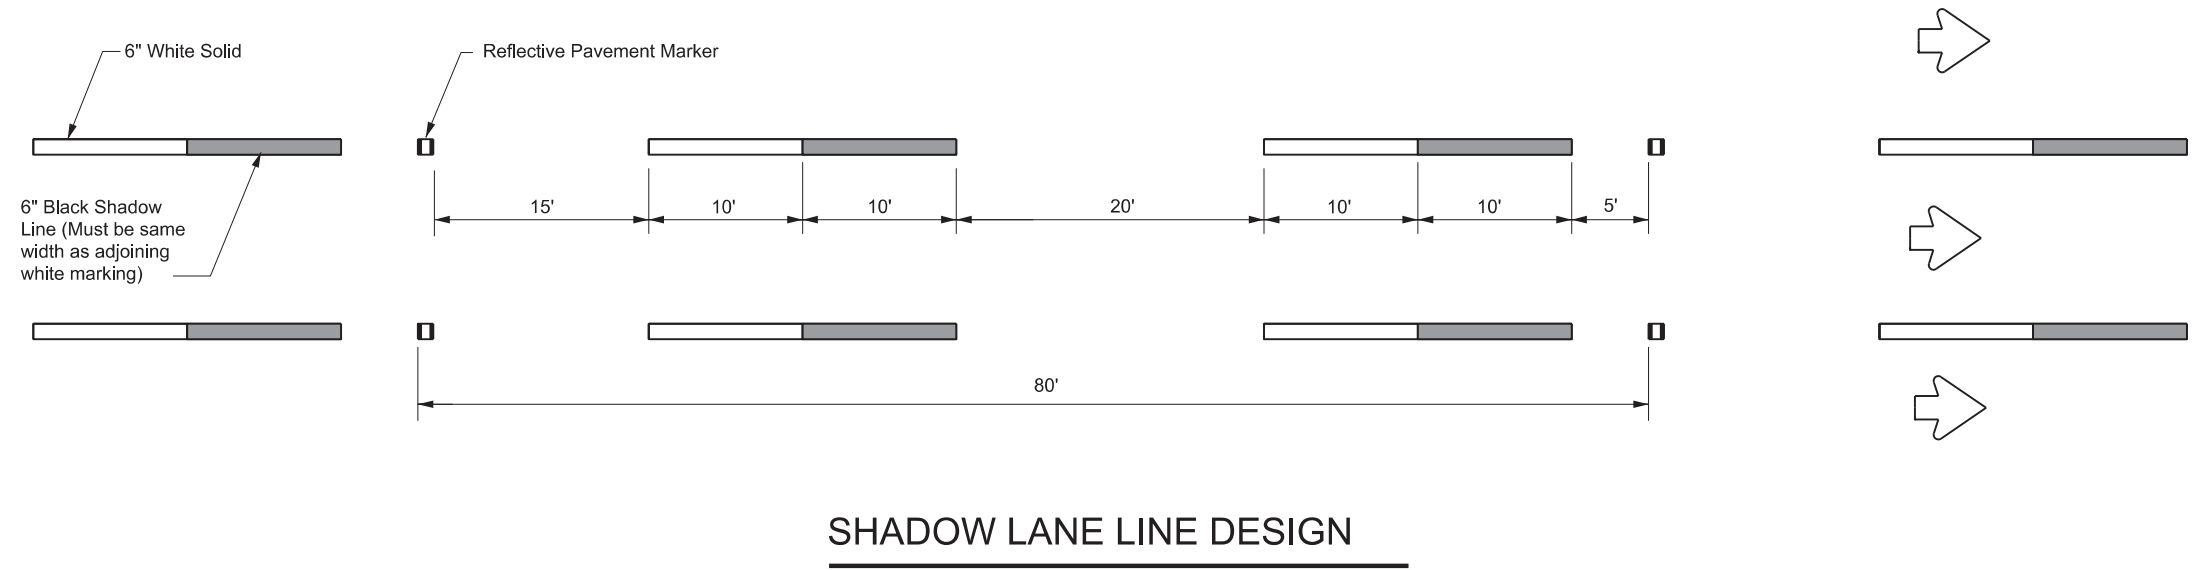 6" White Solid
Reflective Pavement Marker
6" Black Shadow
Line (Must be same
width as adjoining
white marking)
15'
10'
10'
20'
10'
10'
5'
80'
SHADOW LANE LINE DESIGN